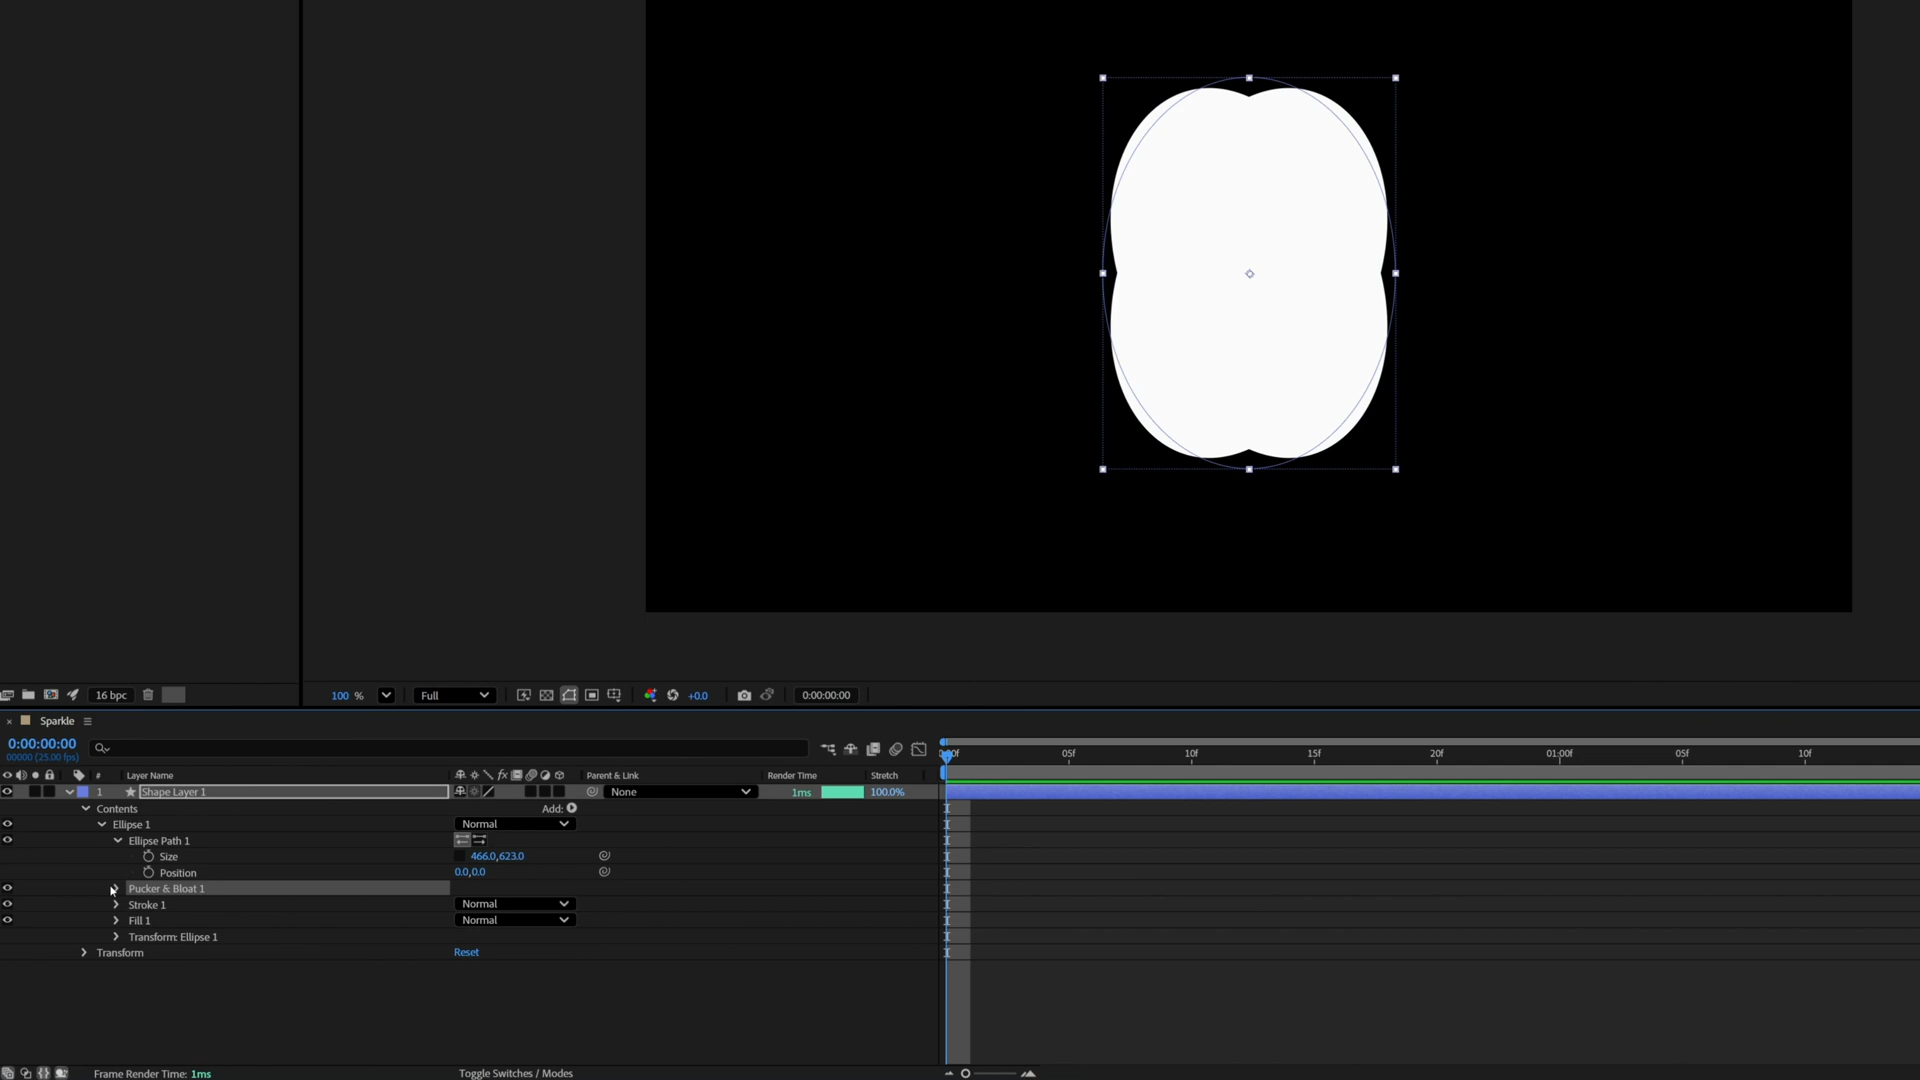 16 bpc
100 %
Full
+0.0
0:00:00:00
Sparkle
0:00:00:00
00000 (25.00 fps)
05f
10f
15f
20f
01:00f
05f
10f
#
Layer Name
fx
Parent & Link
Render Time
Stretch
1
Shape Layer 1
None
1ms
100.0%
Contents
Add:
Ellipse 1
Normal
Ellipse Path 1
Size
466.0,623.0
Position
0.0,0.0
Pucker & Bloat 1
Stroke 1
Normal
Fill 1
Normal
Transform: Ellipse 1
Transform
Reset
Frame Render Time: 1ms
Toggle Switches / Modes